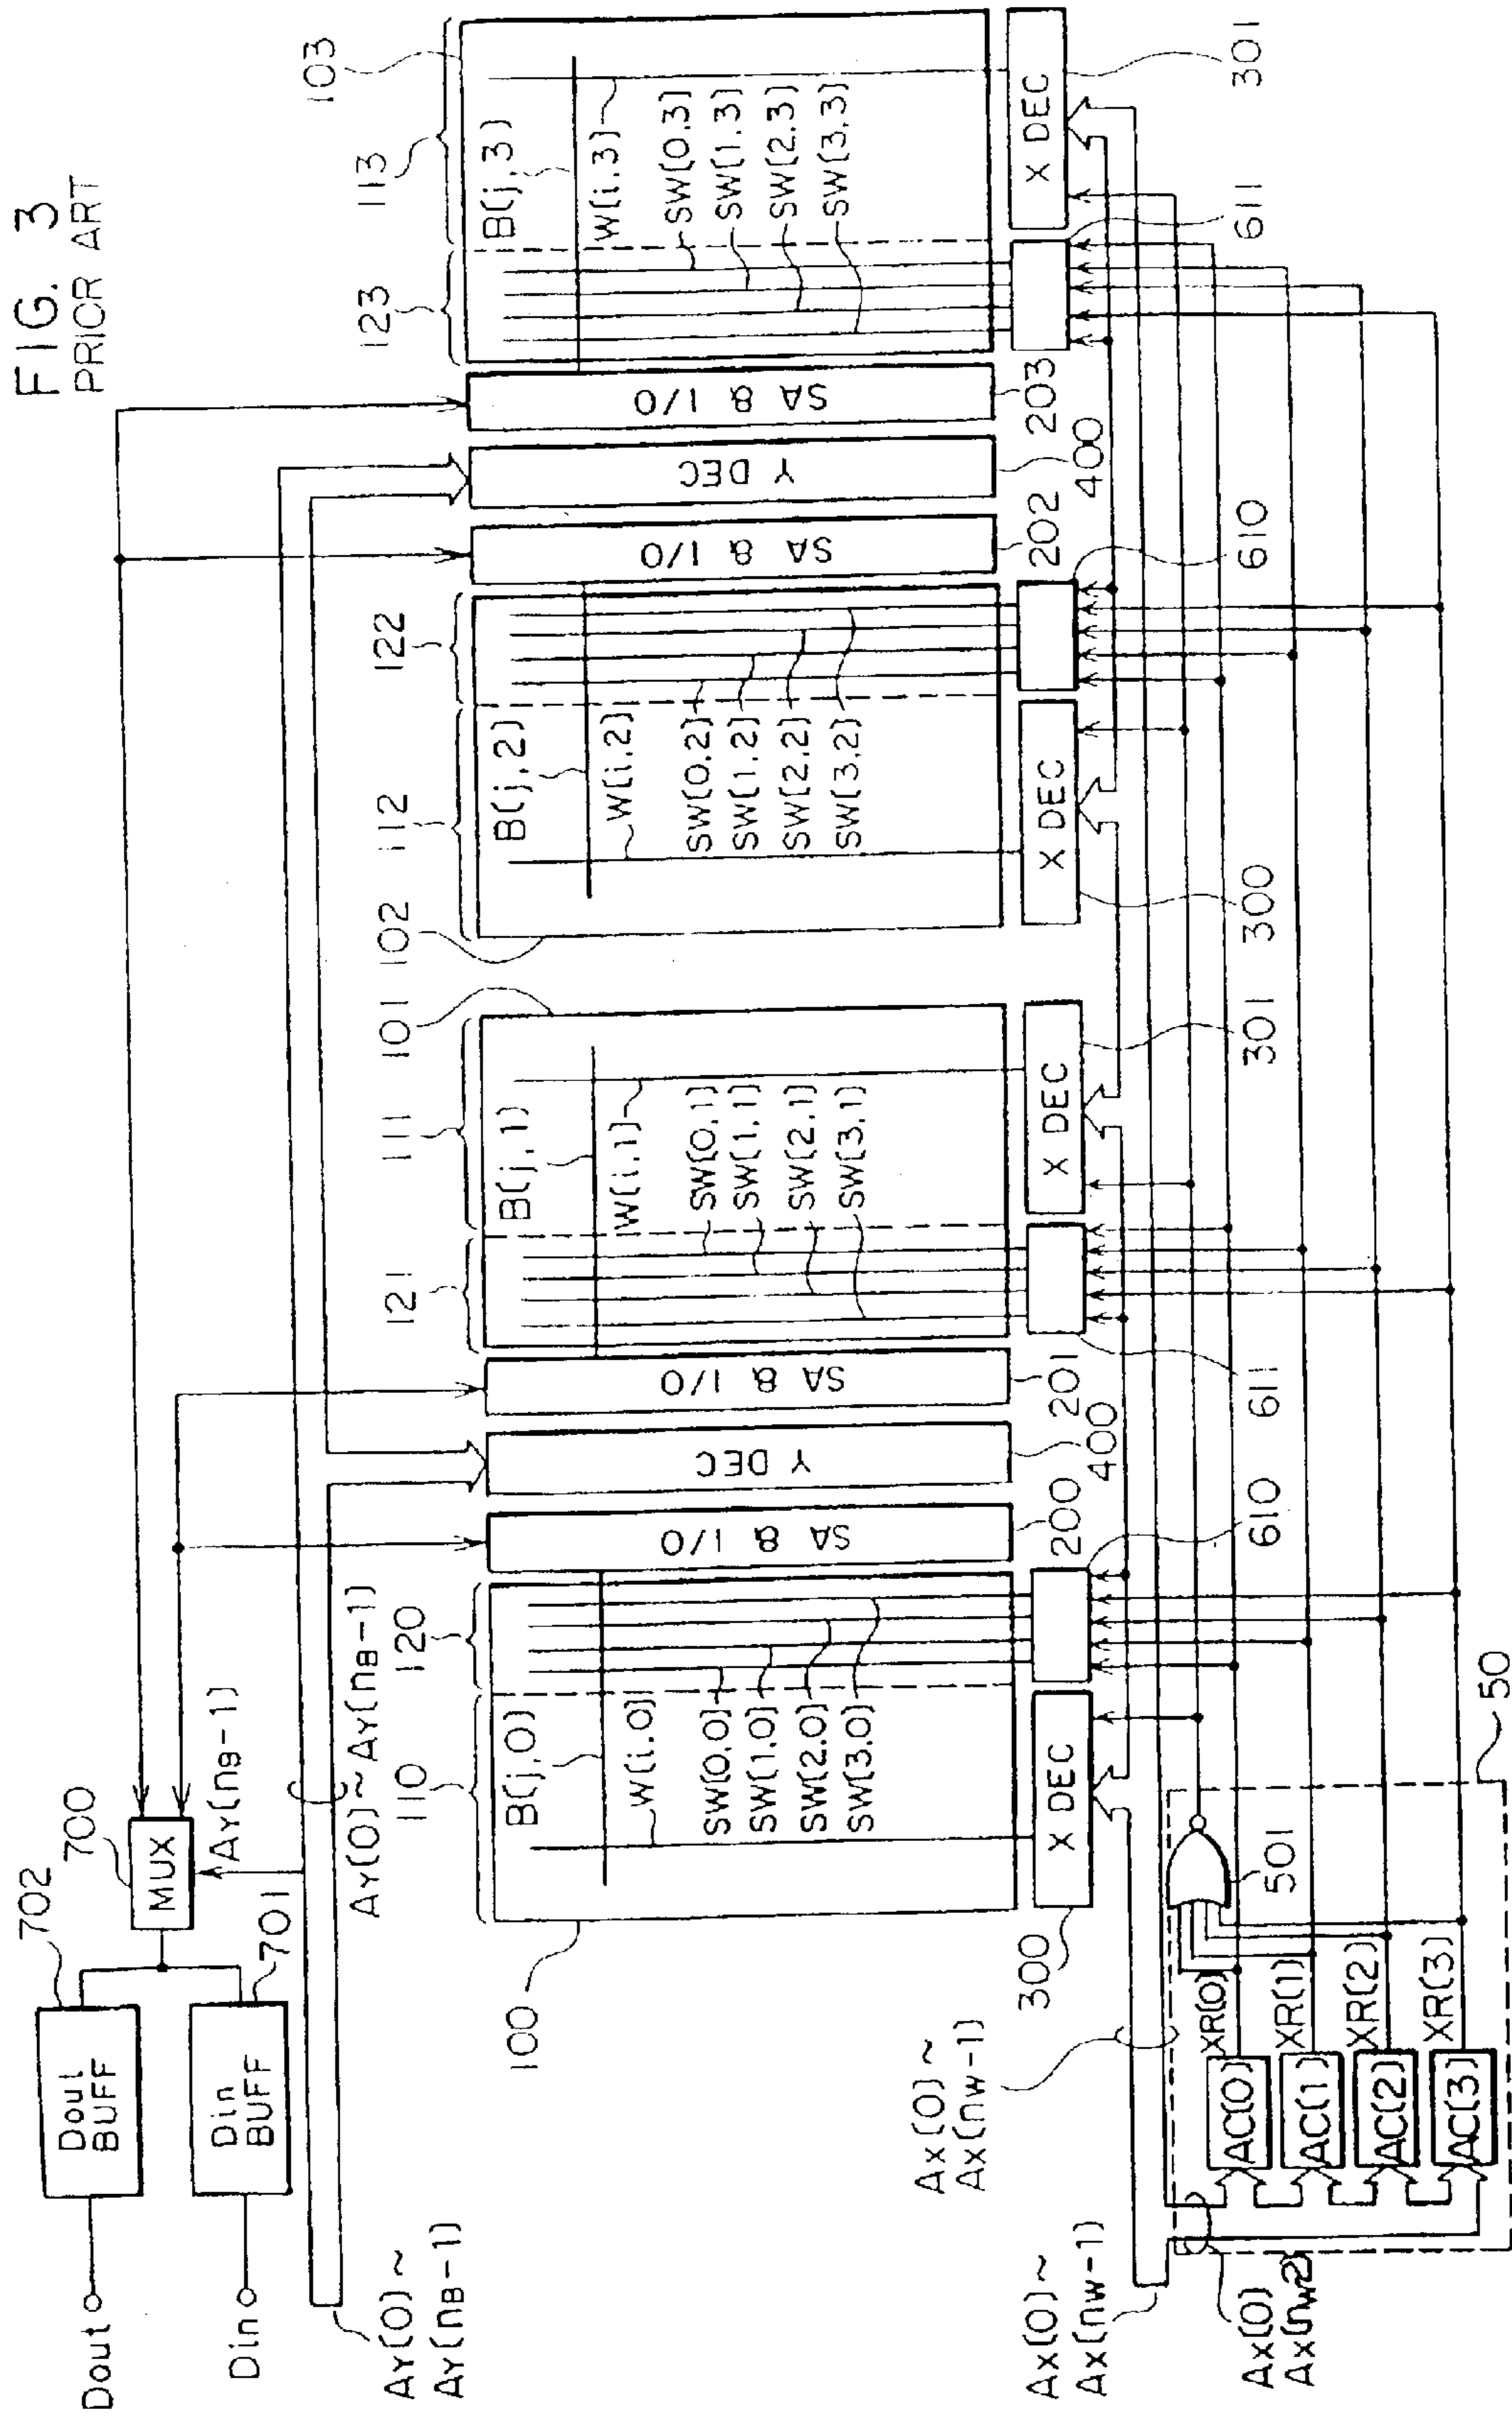 FIG. 3
PRIOR ART
Dout
Din
Dout
BUFF
702
Din
BUFF
701
700
MUX
AY(nB-1)
AY(0)~
AY(nB-1)
AY(0)~AY(nB-1)
100
110
120
B(j,0)
W(i,0)
SW(0,0)
SW(1,0)
SW(2,0)
SW(3,0)
X DEC
300
610
SA & I/O
200
Y DEC
400
SA & I/O
201
611
121
111
101
B(j,1)
W(i,1)
SW(0,1)
SW(1,1)
SW(2,1)
SW(3,1)
X DEC
301
102
112
122
B(j,2)
W(i,2)
SW(0,2)
SW(1,2)
SW(2,2)
SW(3,2)
X DEC
300
610
SA & I/O
202
Y DEC
400
SA & I/O
203
611
123
113
103
B(j,3)
W(i,3)
SW(0,3)
SW(1,3)
SW(2,3)
SW(3,3)
X DEC
301
AX(0)~
AX(nW-1)
AX(0)~
AX(nW-1)
AX(0)
AX(nW2)
AC(0)
XR(0)
AC(1)
XR(1)
AC(2)
XR(2)
AC(3)
XR(3)
501
50